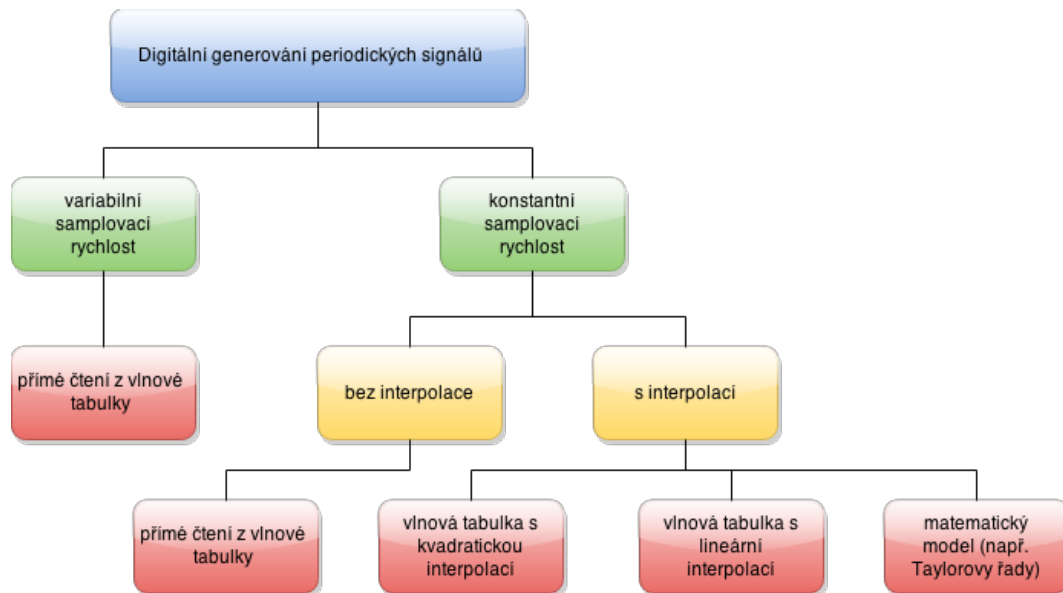 Digitální generování periodických signálů
variabilní
samplovací
rychlost
konstantní
samplovací
rychlost
přímé čtení z vlnové
tabulky
bez interpolace
s interpolací
přímé čtení z vlnové
tabulky
vlnová tabulka s
kvadratickou
interpolací
vlnová tabulka s
lineární
interpolací
matematický
model (např.
Taylorovy řady)